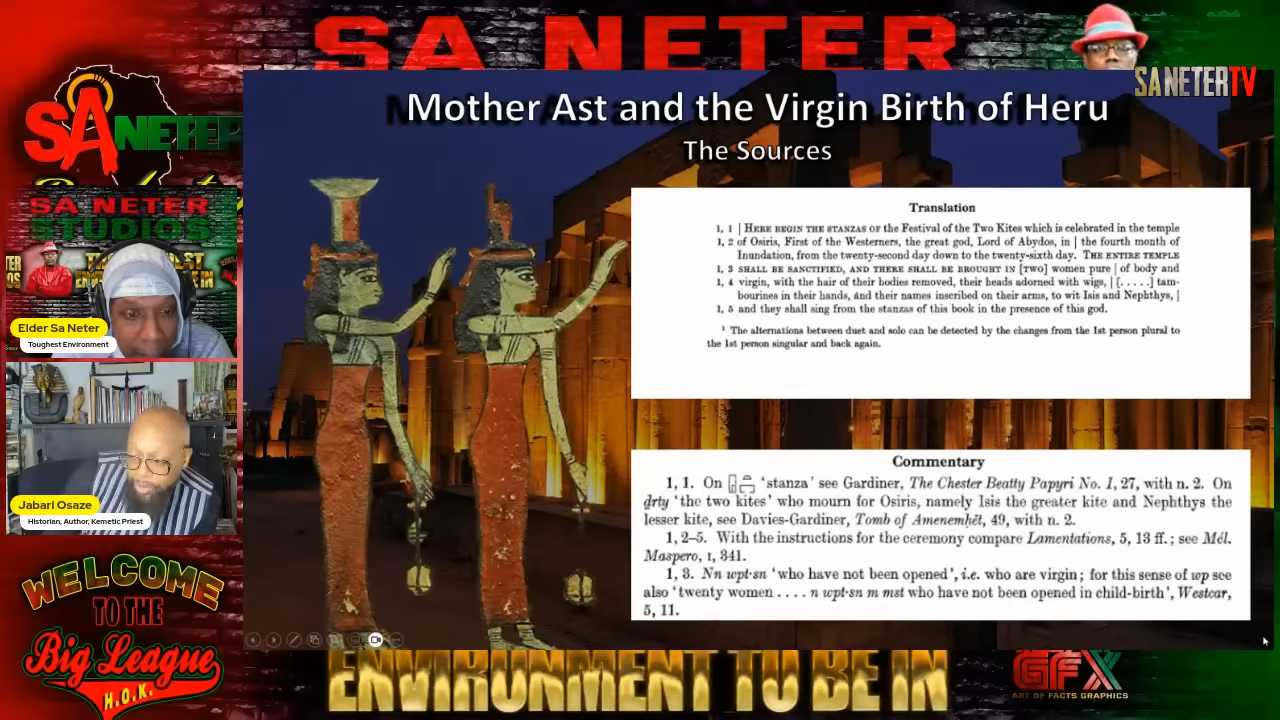 SA NETER
SANETERTV
SA NETER
SA NETER
STUDIOS
Elder Sa Neter
Toughest Environment
Jabari Osaze
Historian, Author, Kemetic Priest
WELCOME
TO THE
Big League
H.O.K.
Mother Ast and the Virgin Birth of Heru
The Sources
Translation
1, 1 | HERE BEGIN THE STANZAS OF the Festival of the Two Kites which is celebrated in the temple
1, 2 of Osiris, First of the Westerners, the great god, Lord of Abydos, in | the fourth month of
Inundation, from the twenty-second day down to the twenty-sixth day. THE ENTIRE TEMPLE
1, 3 SHALL BE SANCTIFIED, AND THERE SHALL BE BROUGHT IN [two] women pure | of body and
1, 4 virgin, with the hair of their bodies removed, their heads adorned with wigs, | [. . . . .] tam-
bourines in their hands, and their names inscribed on their arms, to wit Isis and Nephthys, |
1, 5 and they shall sing from the stanzas of this book in the presence of this god.
¹ The alternations between duet and solo can be detected by the changes from the 1st person plural to
the 1st person singular and back again.
Commentary
1, 1. On 'stanza' see Gardiner, The Chester Beatty Papyri No. I, 27, with n. 2. On
ḏrty 'the two kites' who mourn for Osiris, namely Isis the greater kite and Nephthys the
lesser kite, see Davies-Gardiner, Tomb of Amenemhēt, 49, with n. 2.
1, 2–5. With the instructions for the ceremony compare Lamentations, 5, 13 ff.; see Mél.
Maspero, I, 341.
1, 3. Nn wpt·sn 'who have not been opened', i.e. who are virgin; for this sense of wp see
also 'twenty women . . . . n wpt·sn m mst who have not been opened in child-birth', Westcar,
5, 11.
ENVIRONMENT TO BE IN
GFX
ART OF FACTS GRAPHICS